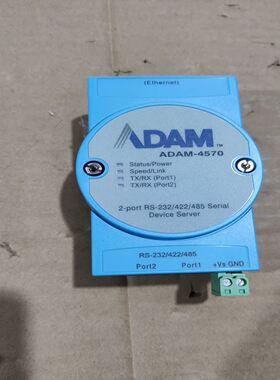 (Ethernet)
ADAM™
ADAM-4570
Status/Power
Speed/Link
TX/RX (Port1)
TX/RX (Port2)
2-port RS-232/422/485 Serial
Device Server
RS-232/422/485
Port2 Port1 +Vs GND